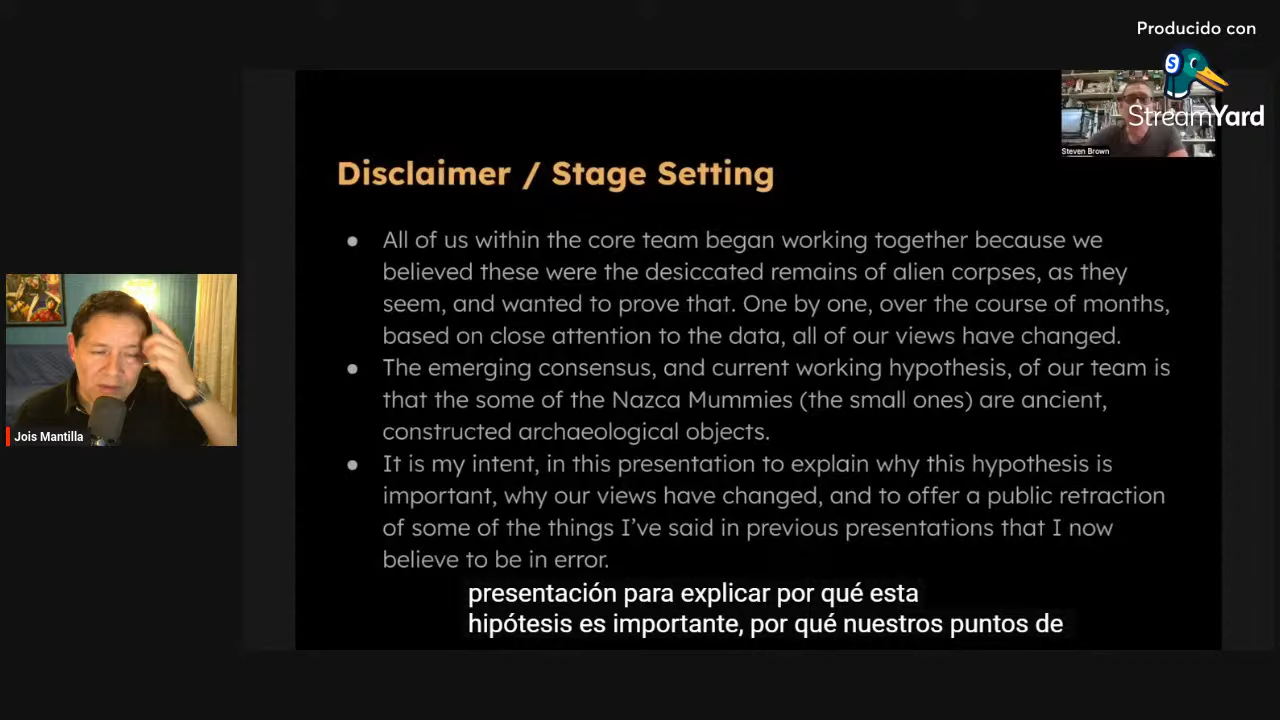 Producido con
StreamYard
Steven Brown
Disclaimer / Stage Setting
● All of us within the core team began working together because we
believed these were the desiccated remains of alien corpses, as they
seem, and wanted to prove that. One by one, over the course of months,
based on close attention to the data, all of our views have changed.
● The emerging consensus, and current working hypothesis, of our team is
that the some of the Nazca Mummies (the small ones) are ancient,
constructed archaeological objects.
● It is my intent, in this presentation to explain why this hypothesis is
important, why our views have changed, and to offer a public retraction
of some of the things I’ve said in previous presentations that I now
believe to be in error.
Jois Mantilla
presentación para explicar por qué esta
hipótesis es importante, por qué nuestros puntos de